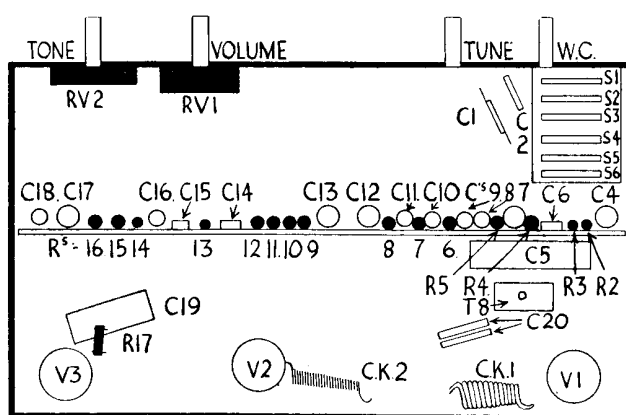 TONE VOLUME TUNE W.C.
RV2 RV1 S1
S2
C1 C2 S3
S4
S5
S6
C18. C17 C16. C15 C14 C13 C12 C11. C10 C's 9 8 7 C6 C4
Rs = 16 15 14 13 12 11. 10 9 8 7 6. C5
R5 R4. R3 R2
T8
C19 C20
R17
V3 V2 C.K.2 C.K.1 V1